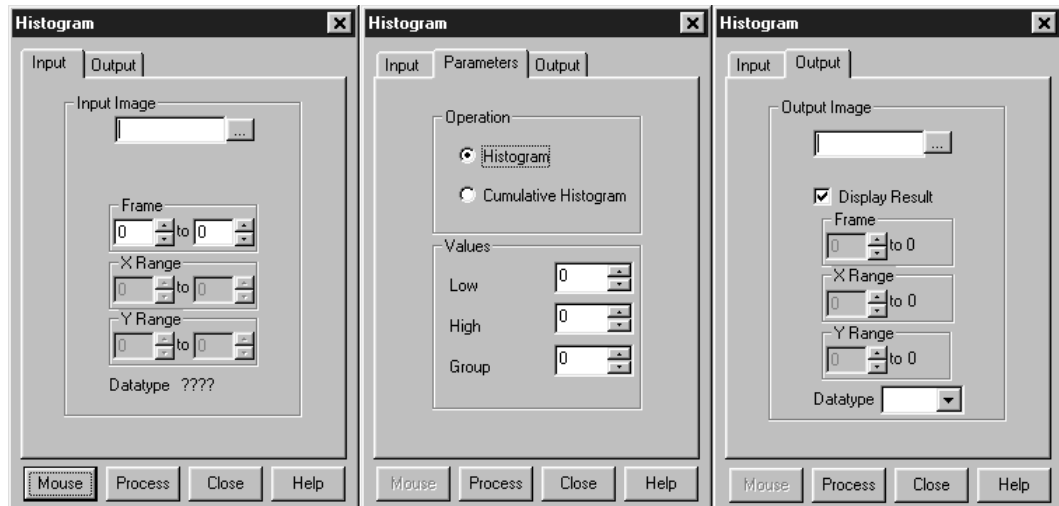 Histogram
Input Output
Input Image
...
Frame
0 to 0
X Range
0 to 0
Y Range
0 to 0
Datatype ????
Mouse Process Close Help
Histogram
Input Parameters Output
Operation
Histogram
Cumulative Histogram
Values
Low 0
High 0
Group 0
Mouse Process Close Help
Histogram
Input Output
Output Image
...
Display Result
Frame
0 to 0
X Range
0 to 0
Y Range
0 to 0
Datatype
Mouse Process Close Help